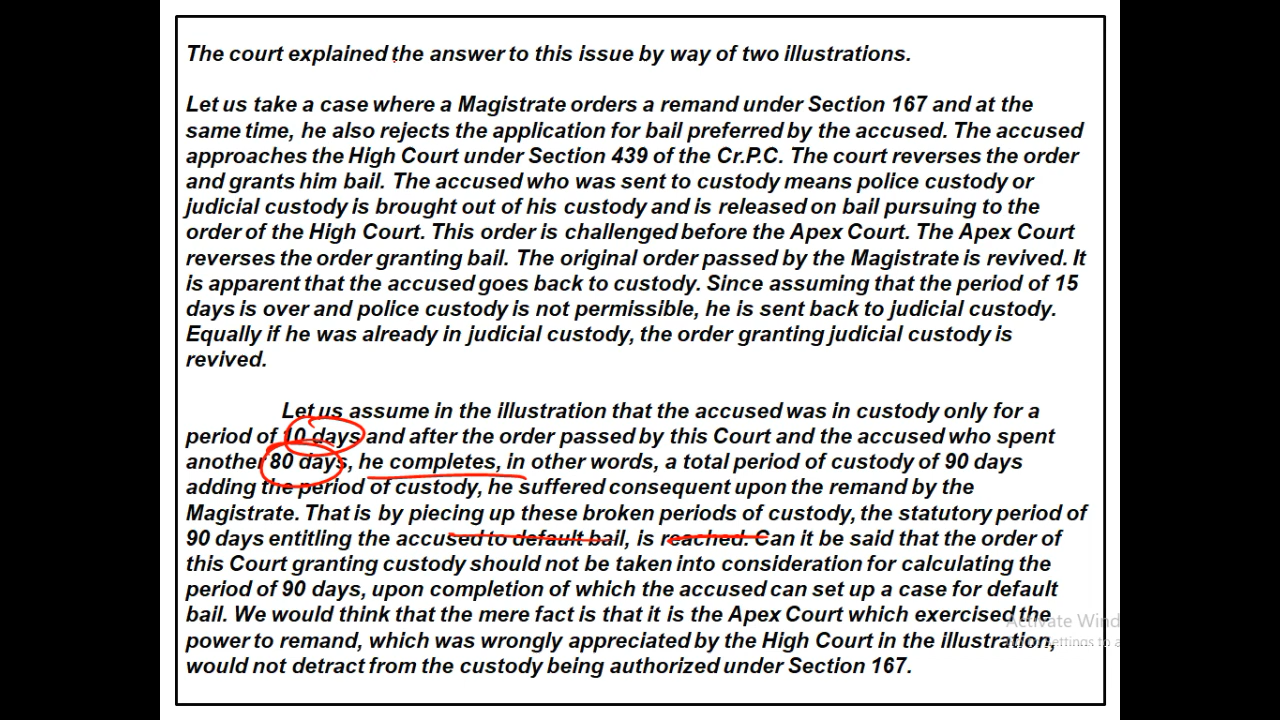 The court explained the answer to this issue by way of two illustrations.
Let us take a case where a Magistrate orders a remand under Section 167 and at the
same time, he also rejects the application for bail preferred by the accused. The accused
approaches the High Court under Section 439 of the Cr.P.C. The court reverses the order
and grants him bail. The accused who was sent to custody means police custody or
judicial custody is brought out of his custody and is released on bail pursuing to the
order of the High Court. This order is challenged before the Apex Court. The Apex Court
reverses the order granting bail. The original order passed by the Magistrate is revived. It
is apparent that the accused goes back to custody. Since assuming that the period of 15
days is over and police custody is not permissible, he is sent back to judicial custody.
Equally if he was already in judicial custody, the order granting judicial custody is
revived.
Let us assume in the illustration that the accused was in custody only for a
period of 10 days and after the order passed by this Court and the accused who spent
another 80 days, he completes, in other words, a total period of custody of 90 days
adding the period of custody, he suffered consequent upon the remand by the
Magistrate. That is by piecing up these broken periods of custody, the statutory period of
90 days entitling the accused to default bail, is reached. Can it be said that the order of
this Court granting custody should not be taken into consideration for calculating the
period of 90 days, upon completion of which the accused can set up a case for default
bail. We would think that the mere fact is that it is the Apex Court which exercised the
power to remand, which was wrongly appreciated by the High Court in the illustration,
would not detract from the custody being authorized under Section 167.
Activate Wind